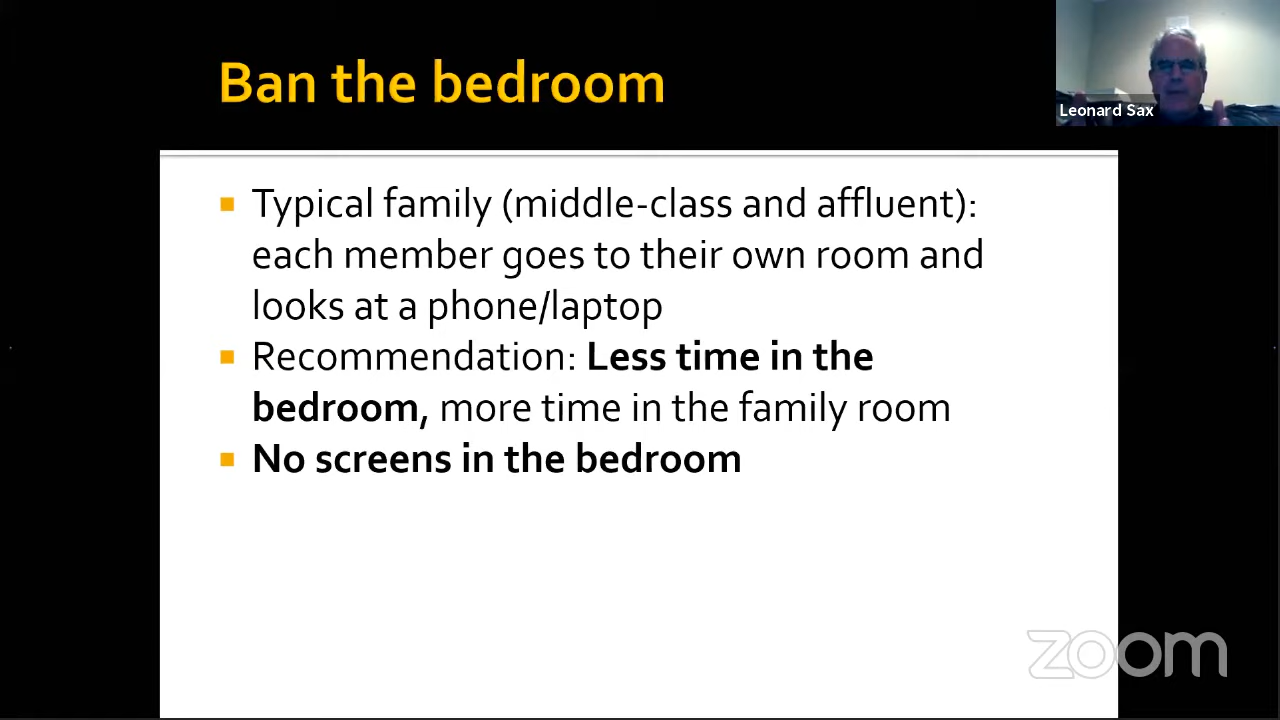 Ban the bedroom
Leonard Sax
Typical family (middle-class and affluent):
each member goes to their own room and
looks at a phone/laptop
Recommendation: Less time in the
bedroom, more time in the family room
No screens in the bedroom
zoom